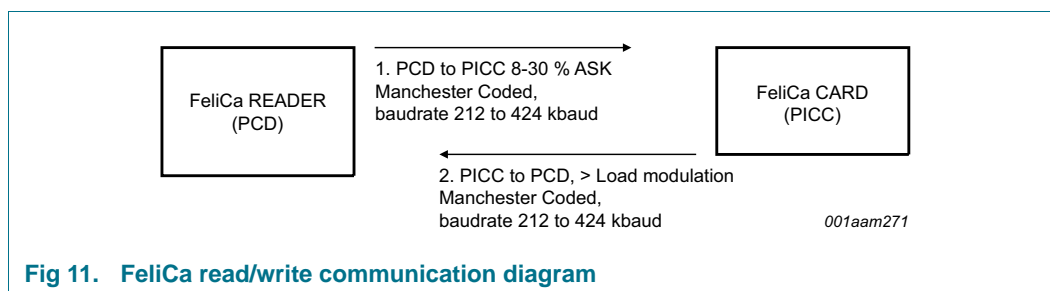 FeliCa READER
(PCD)
1. PCD to PICC 8-30 % ASK
Manchester Coded,
baudrate 212 to 424 kbaud
FeliCa CARD
(PICC)
2. PICC to PCD, > Load modulation
Manchester Coded,
baudrate 212 to 424 kbaud
001aam271
Fig 11. FeliCa read/write communication diagram